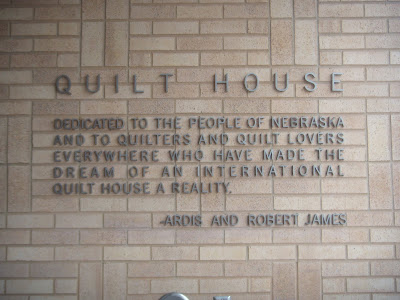 QUILT HOUSE
DEDICATED TO THE PEOPLE OF NEBRASKA
AND TO QUILTERS AND QUILT LOVERS
EVERYWHERE WHO HAVE MADE THE
DREAM OF AN INTERNATIONAL
QUILT HOUSE A REALITY.
-ARDIS AND ROBERT JAMES